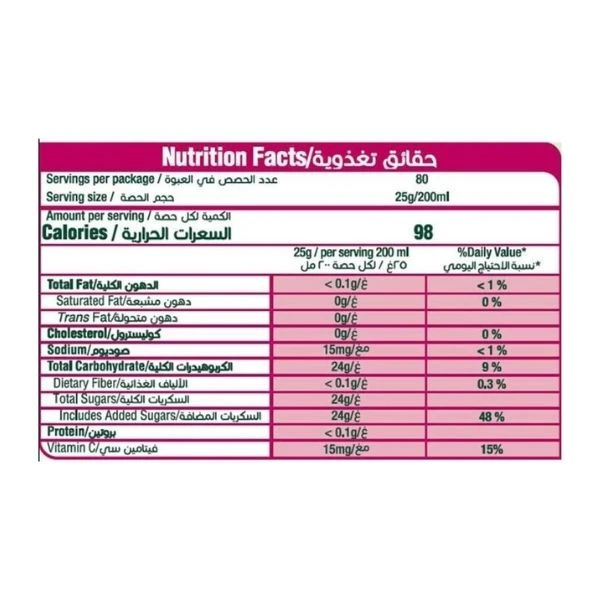 Nutrition Facts/حقائق تغذوية
Servings per package / عدد الحصص في العبوة 80
Serving size / حجم الحصة 25g/200ml
Amount per serving / الكمية لكل حصة
Calories / السعرات الحرارية 98
25g / per serving 200 ml %Daily Value*
٢٥غ / لكل حصة ٢٠٠ مل نسبة الاحتياج اليومي*
Total Fat/الدهون الكلية < 0.1g/غ < 1 %
Saturated Fat/دهون مشبعة 0g/غ 0 %
Trans Fat/دهون متحولة 0g/غ
Cholesterol/كوليسترول 0g/غ 0 %
Sodium/صوديوم 15mg/مغ < 1 %
Total Carbohydrate/الكربوهيدرات الكلية 24g/غ 9 %
Dietary Fiber/الألياف الغذائية < 0.1g/غ 0.3 %
Total Sugars/السكريات الكلية 24g/غ
Includes Added Sugars/السكريات المضافة 24g/غ 48 %
Protein/بروتين < 0.1g/غ
Vitamin C/فيتامين سي 15mg/مغ 15%